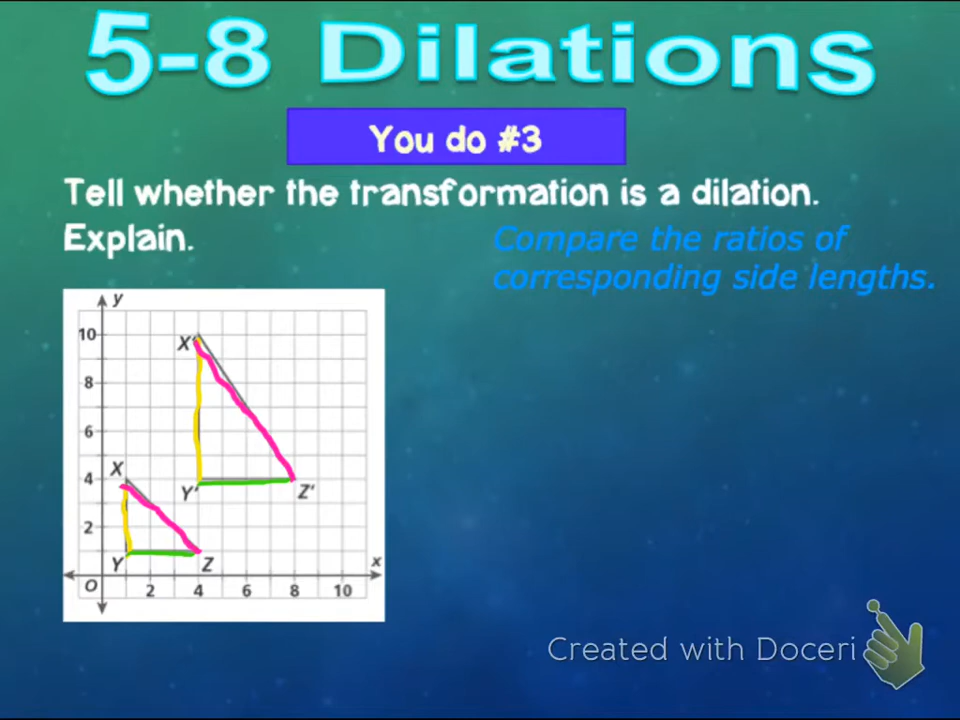 5-8 Dilations
You do #3
Tell whether the transformation is a dilation.
Explain.
Compare the ratios of
corresponding side lengths.
y
10
X'
8
6
X
4
Y'
Z'
2
Y
Z
x
O
2
4
6
8
10
Created with Doceri